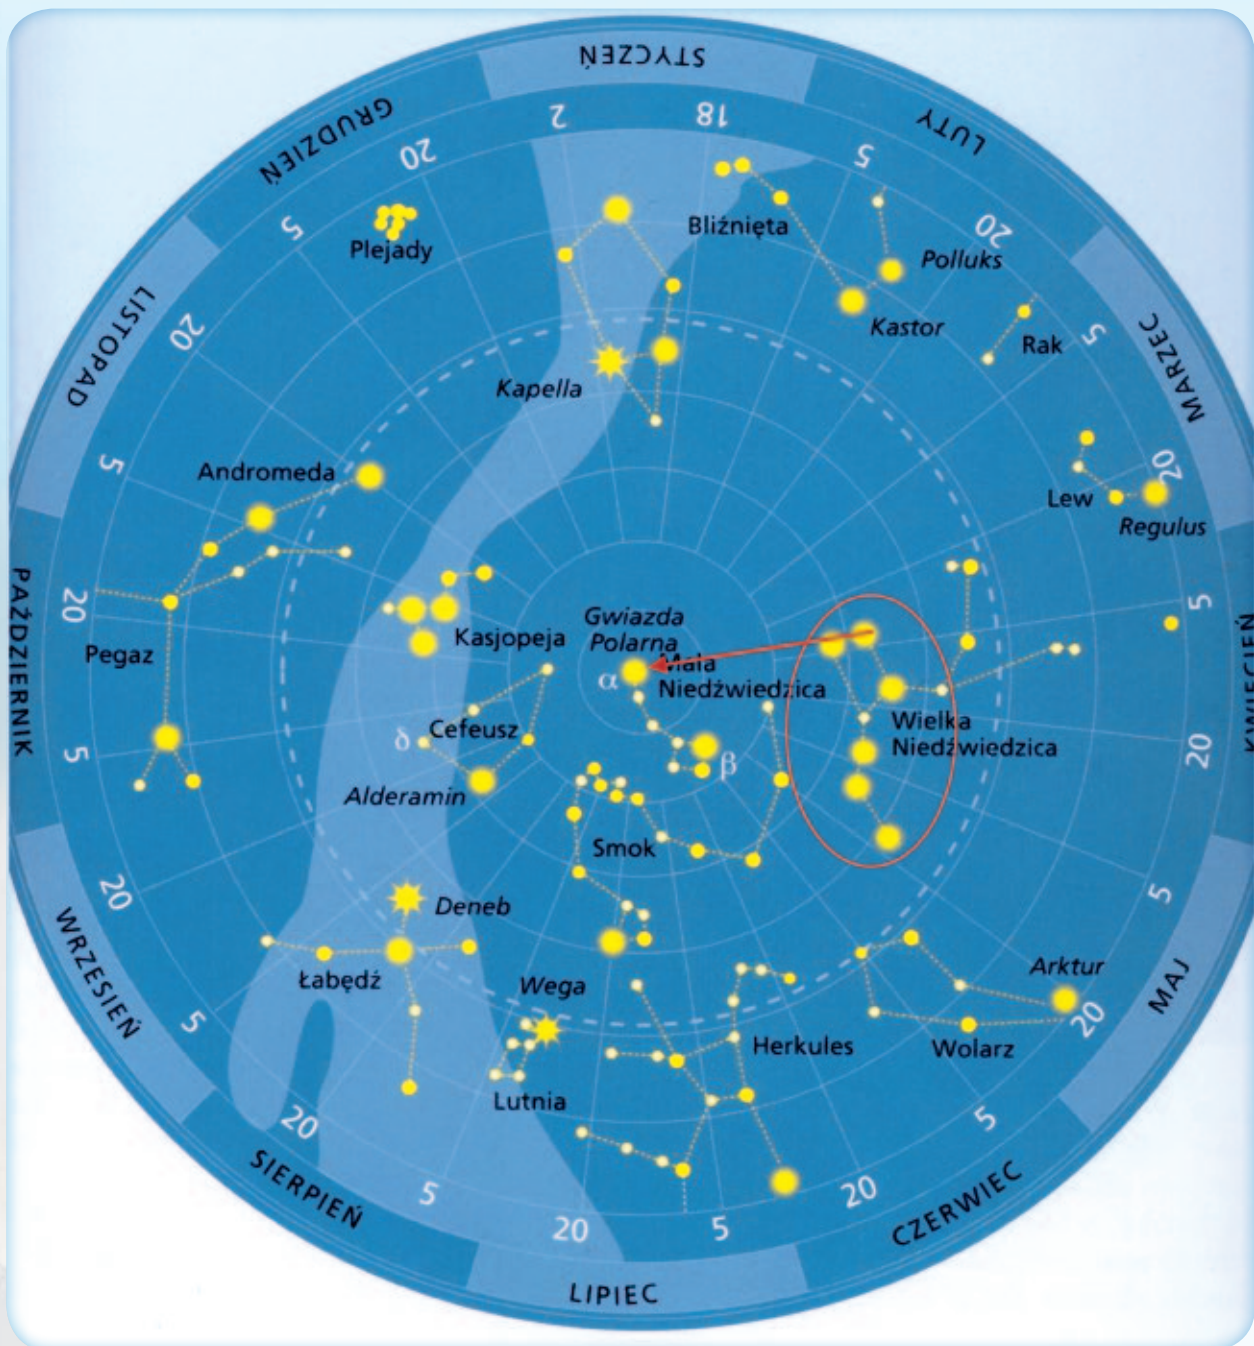 STYCZEŃ
GRUDZIEŃ
LUTY
2
18
20
5
5
20
Plejady
Bliźnięta
Polluks
Kastor
Rak
LISTOPAD
20
5
MARZEC
Kapella
5
Andromeda
20
Lew
Regulus
PAŹDZIERNIK
20
Pegaz
Kasjopeja
Gwiazda
Polarna
α
Mała
Niedźwiedzica
5
Wielka
Niedźwiedzica
δ
Cefeusz
β
5
20
Alderamin
Smok
20
5
Deneb
WRZESIEŃ
Łabędź
Wega
Arktur
MAJ
5
20
Herkules
Wolarz
Lutnia
20
5
SIERPIEŃ
5
20
CZERWIEC
20
5
LIPIEC